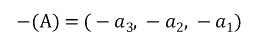 −(A) = (− a₃, − a₂, − a₁)